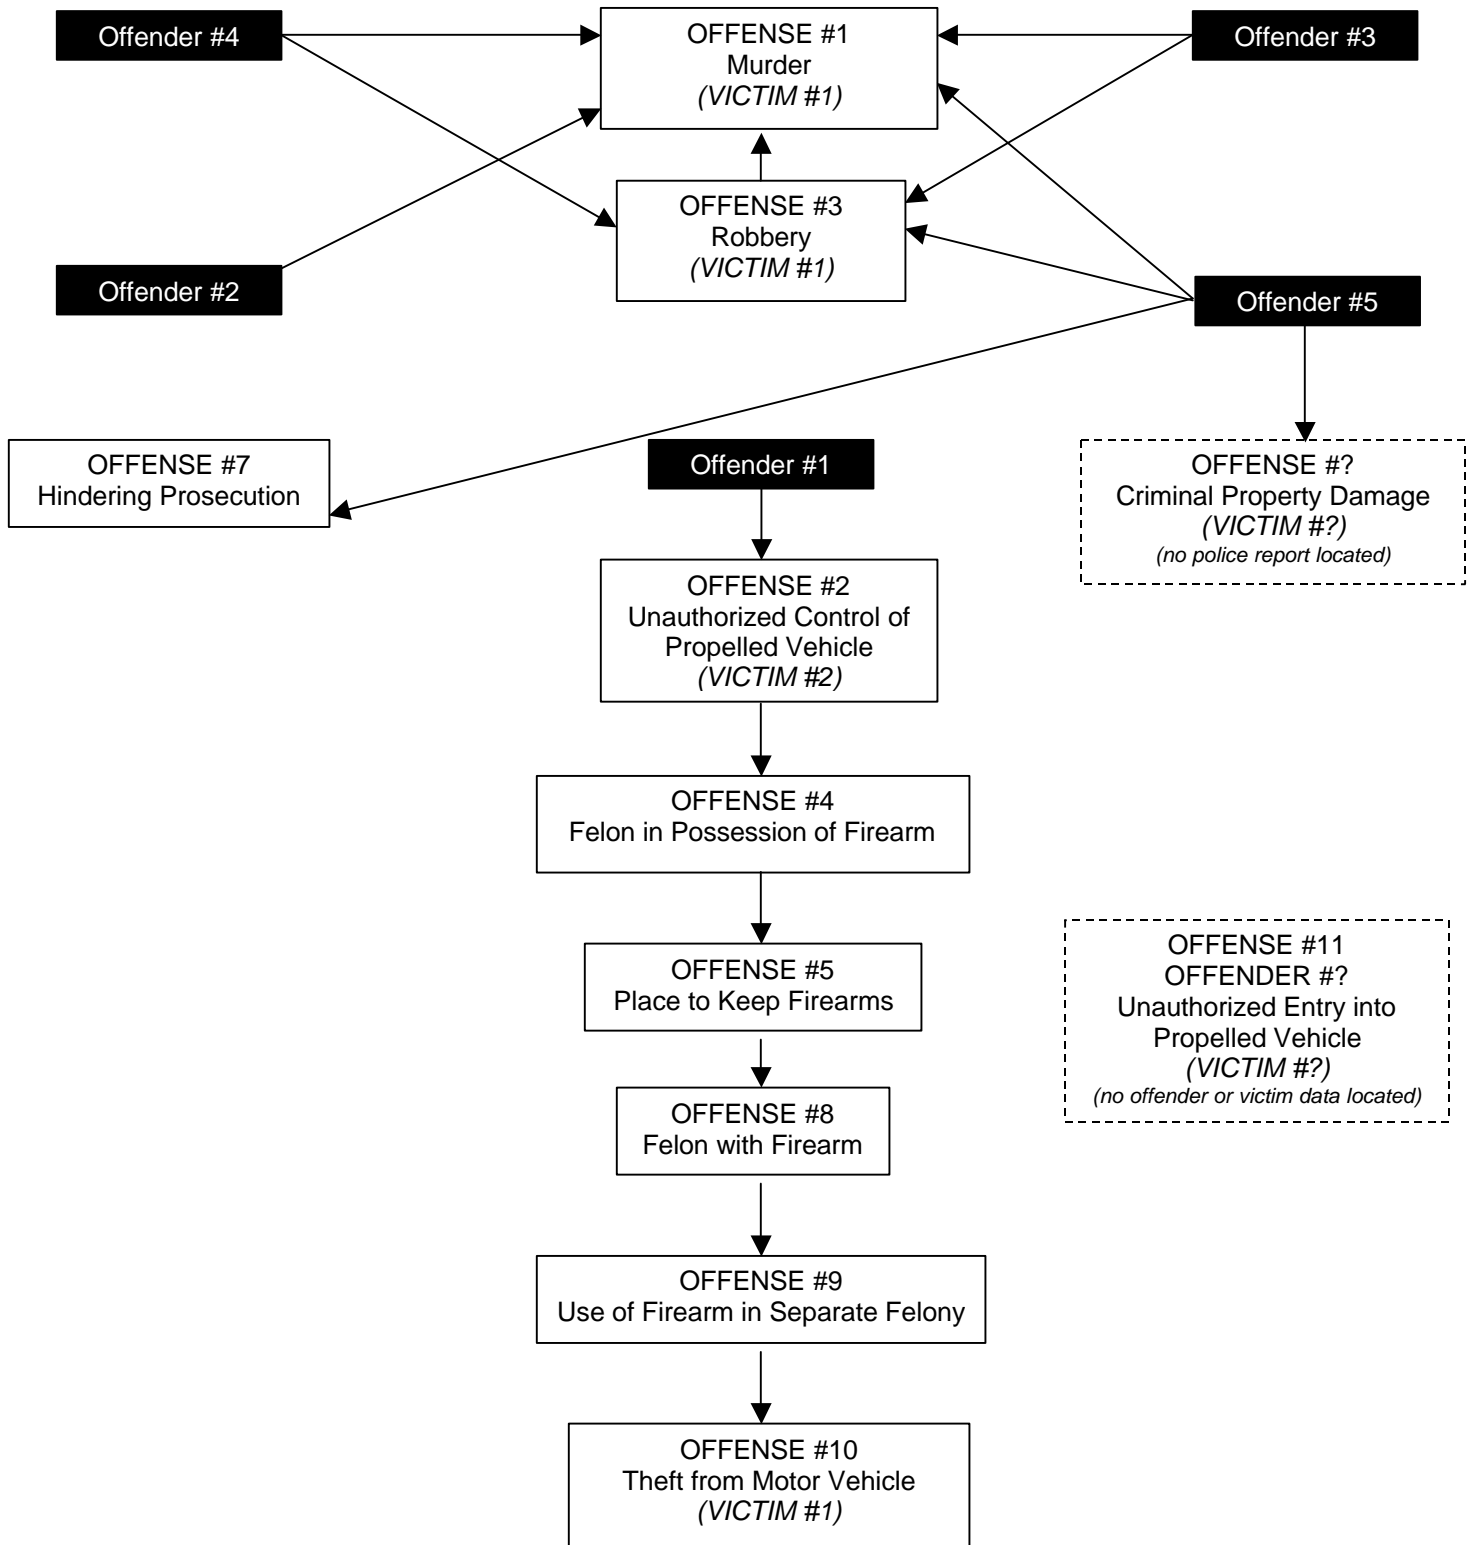 Offender #4
OFFENSE #1
Murder
(VICTIM #1)
Offender #3
OFFENSE #3
Robbery
(VICTIM #1)
Offender #2
Offender #5
OFFENSE #7
Hindering Prosecution
Offender #1
OFFENSE #?
Criminal Property Damage
(VICTIM #?)
(no police report located)
OFFENSE #2
Unauthorized Control of
Propelled Vehicle
(VICTIM #2)
OFFENSE #4
Felon in Possession of Firearm
OFFENSE #5
Place to Keep Firearms
OFFENSE #11
OFFENDER #?
Unauthorized Entry into
Propelled Vehicle
(VICTIM #?)
(no offender or victim data located)
OFFENSE #8
Felon with Firearm
OFFENSE #9
Use of Firearm in Separate Felony
OFFENSE #10
Theft from Motor Vehicle
(VICTIM #1)